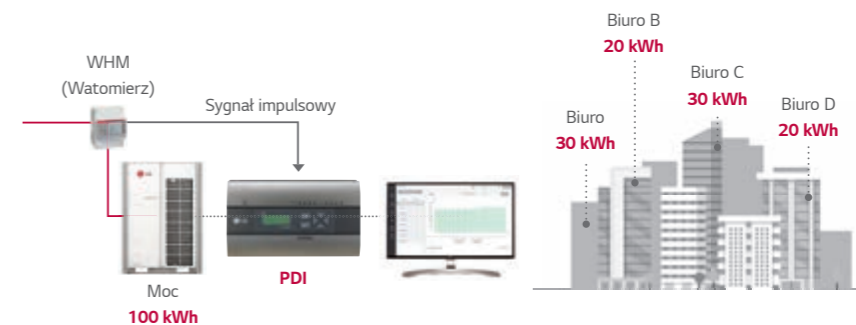 WHM
(Watomierz)
Sygnał impulsowy
Moc
100 kWh
PDI
Biuro
30 kWh
Biuro B
20 kWh
Biuro C
30 kWh
Biuro D
20 kWh